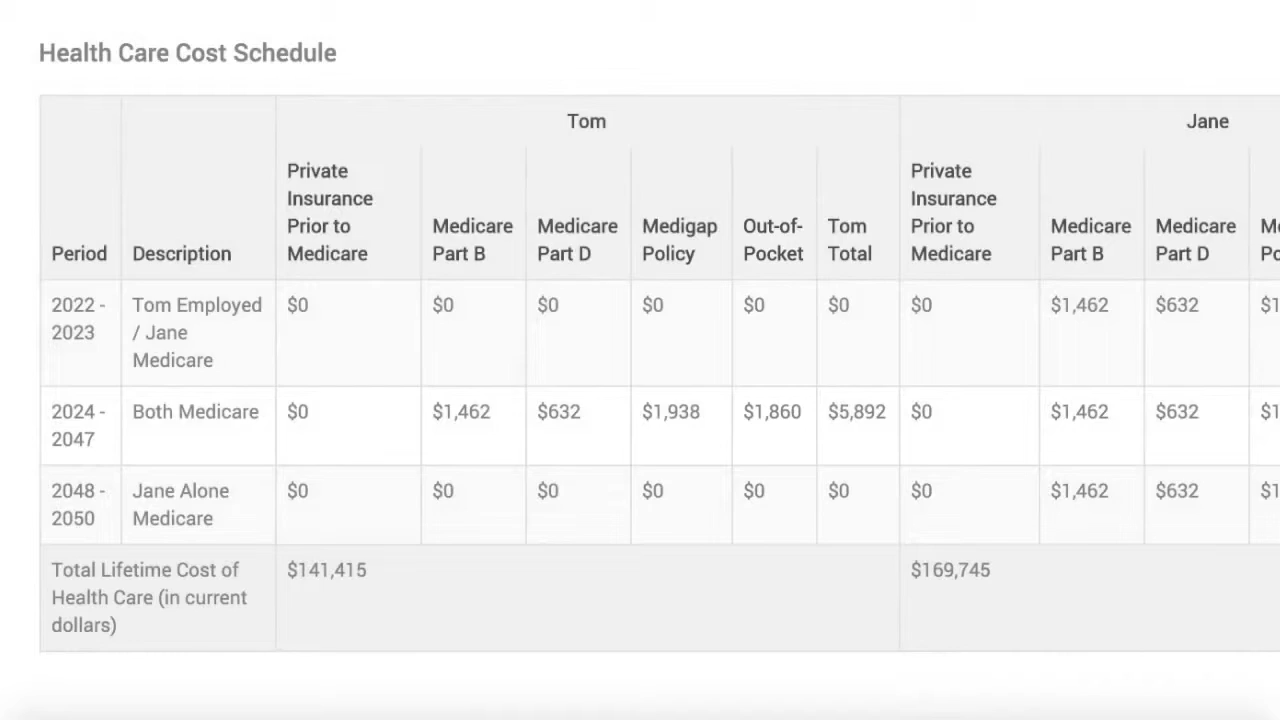 Health Care Cost Schedule
Tom Jane
Period Description Private Insurance Prior to Medicare Medicare Part B Medicare Part D Medigap Policy Out-of-Pocket Tom Total Private Insurance Prior to Medicare Medicare Part B Medicare Part D
2022 - 2023 Tom Employed / Jane Medicare $0 $0 $0 $0 $0 $0 $0 $1,462 $632
2024 - 2047 Both Medicare $0 $1,462 $632 $1,938 $1,860 $5,892 $0 $1,462 $632
2048 - 2050 Jane Alone Medicare $0 $0 $0 $0 $0 $0 $0 $1,462 $632
Total Lifetime Cost of Health Care (in current dollars) $141,415 $169,745